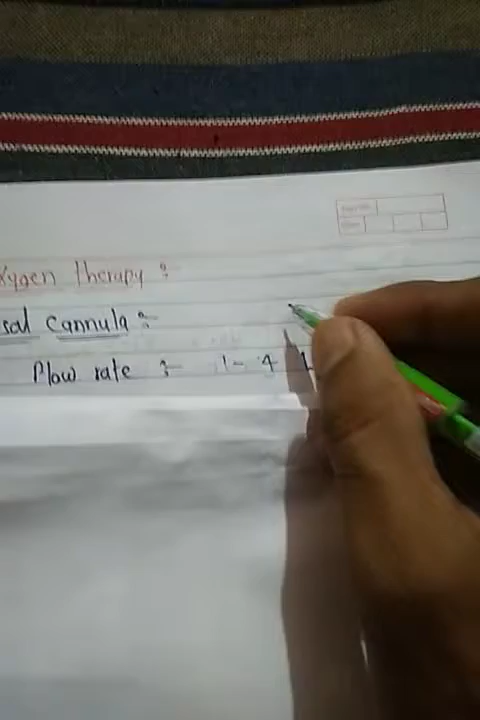 xygen Therapy :
sal Cannula :-
Flow rate :- 1-4 L